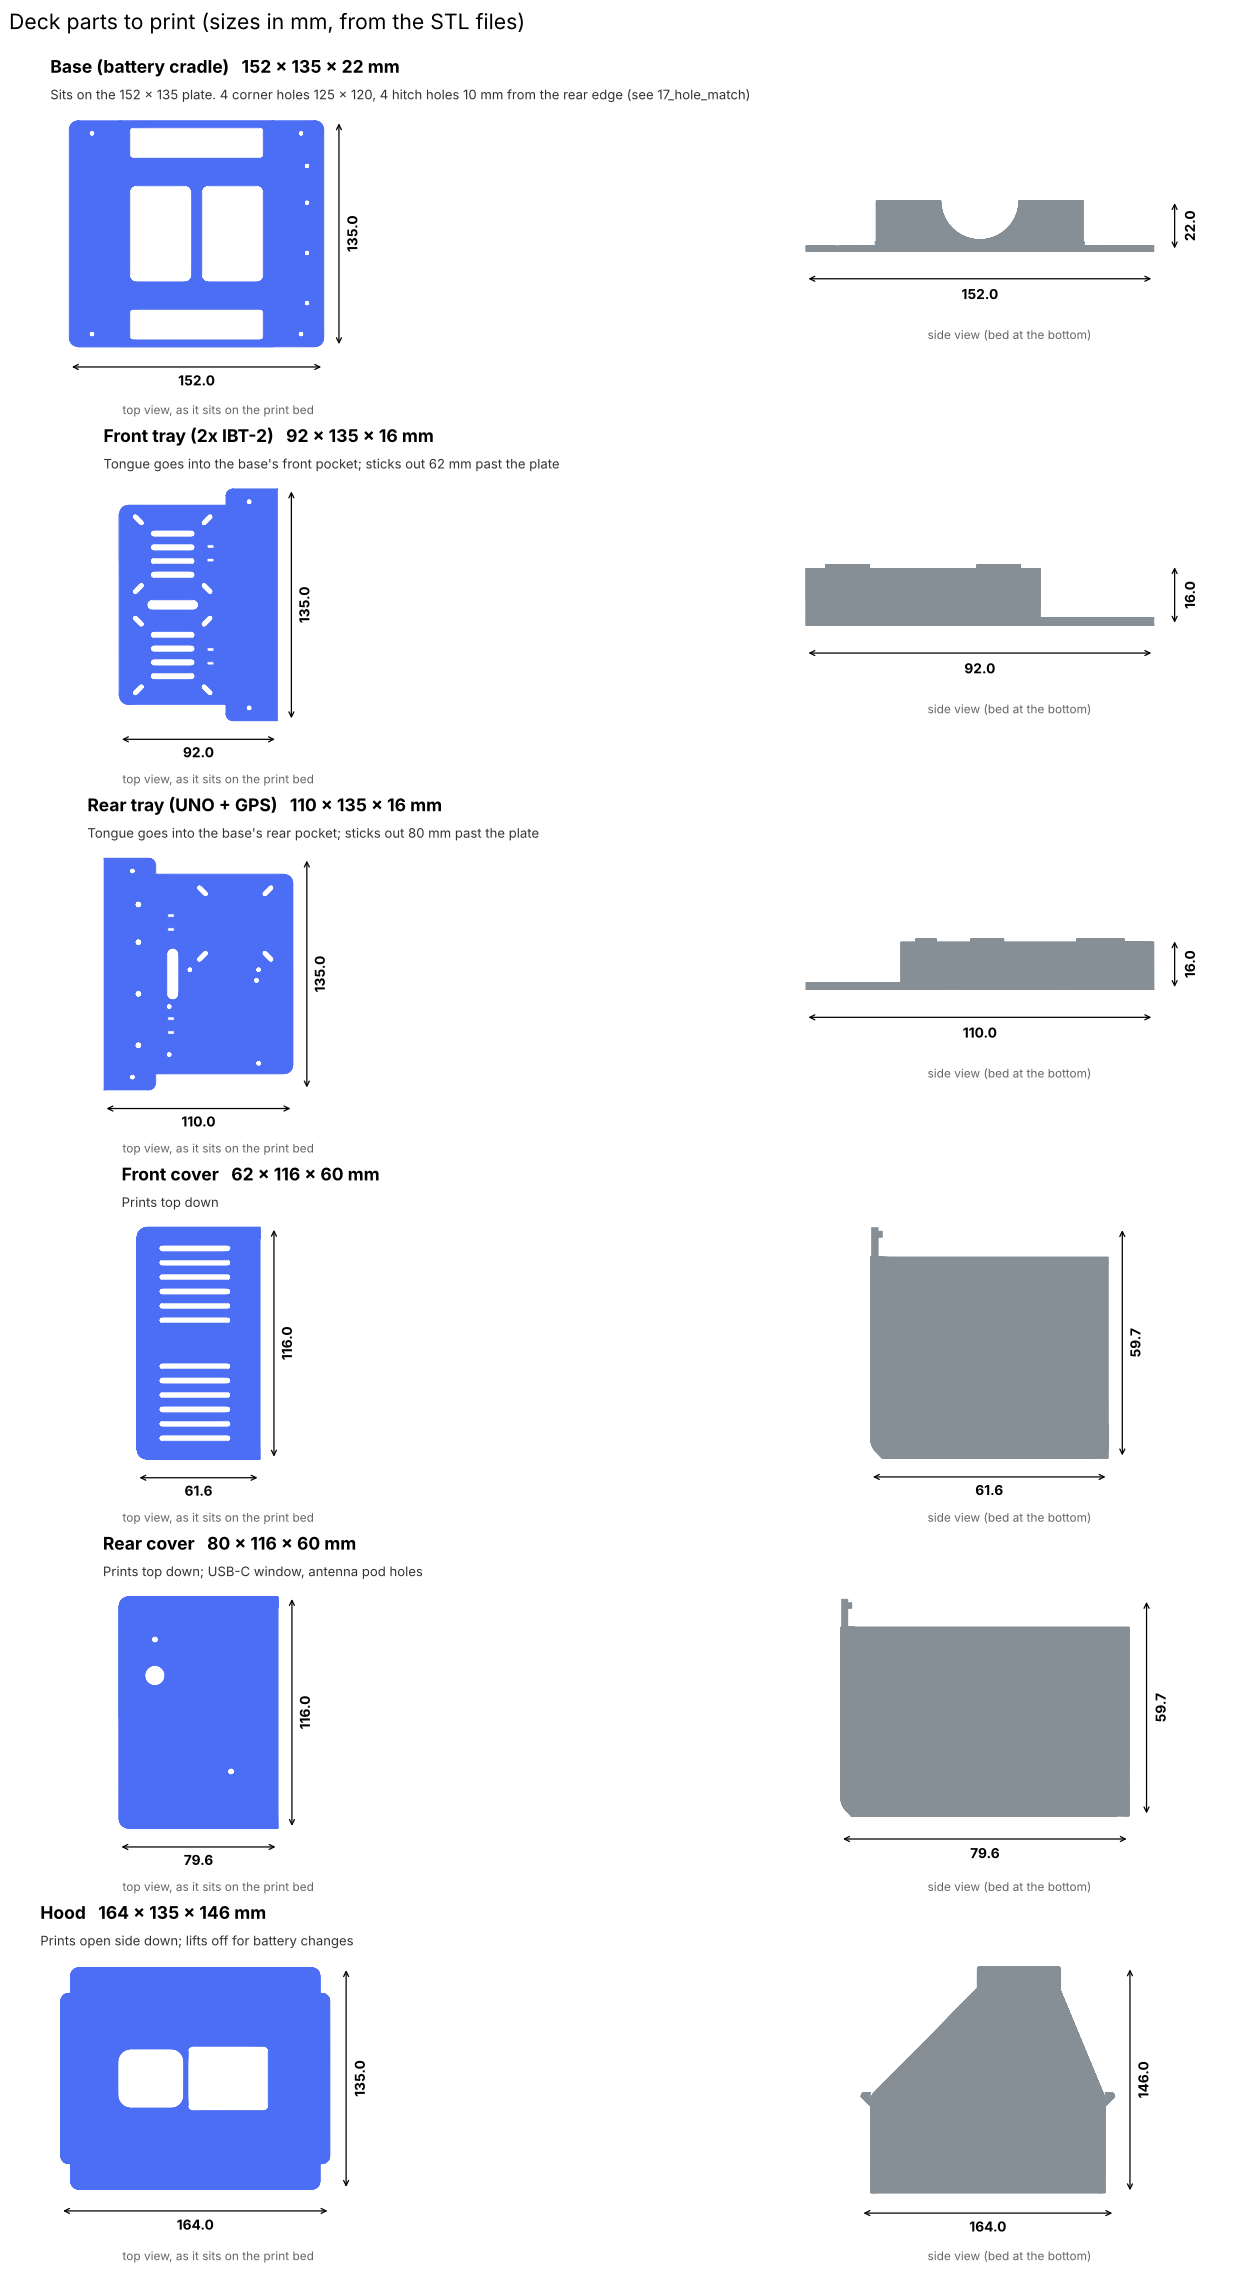 Deck parts to print (sizes in mm, from the STL files)
Base (battery cradle) 152 × 135 × 22 mm
Sits on the 152 × 135 plate. 4 corner holes 125 × 120, 4 hitch holes 10 mm from the rear edge (see 17_hole_match)
135.0
152.0
top view, as it sits on the print bed
22.0
152.0
side view (bed at the bottom)
Front tray (2x IBT-2) 92 × 135 × 16 mm
Tongue goes into the base's front pocket; sticks out 62 mm past the plate
135.0
92.0
top view, as it sits on the print bed
16.0
92.0
side view (bed at the bottom)
Rear tray (UNO + GPS) 110 × 135 × 16 mm
Tongue goes into the base's rear pocket; sticks out 80 mm past the plate
135.0
110.0
top view, as it sits on the print bed
16.0
110.0
side view (bed at the bottom)
Front cover 62 × 116 × 60 mm
Prints top down
116.0
61.6
top view, as it sits on the print bed
59.7
61.6
side view (bed at the bottom)
Rear cover 80 × 116 × 60 mm
Prints top down; USB-C window, antenna pod holes
116.0
79.6
top view, as it sits on the print bed
59.7
79.6
side view (bed at the bottom)
Hood 164 × 135 × 146 mm
Prints open side down; lifts off for battery changes
135.0
164.0
top view, as it sits on the print bed
146.0
164.0
side view (bed at the bottom)